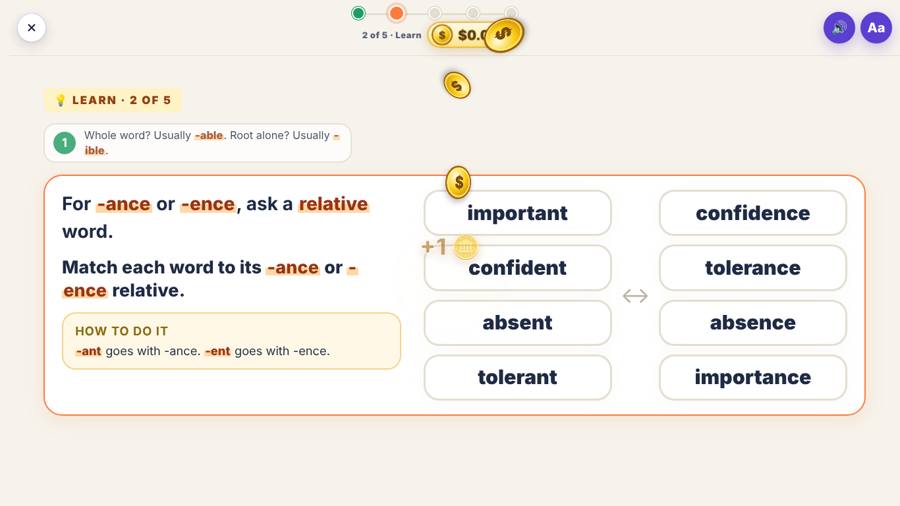 2 of 5 · Learn
$ $0.0
Aa
LEARN · 2 OF 5
1 Whole word? Usually -able. Root alone? Usually -
ible.
For -ance or -ence, ask a relative
word.
Match each word to its -ance or -
ence relative.
HOW TO DO IT
-ant goes with -ance. -ent goes with -ence.
+1
important
confident
absent
tolerant
confidence
tolerance
absence
importance